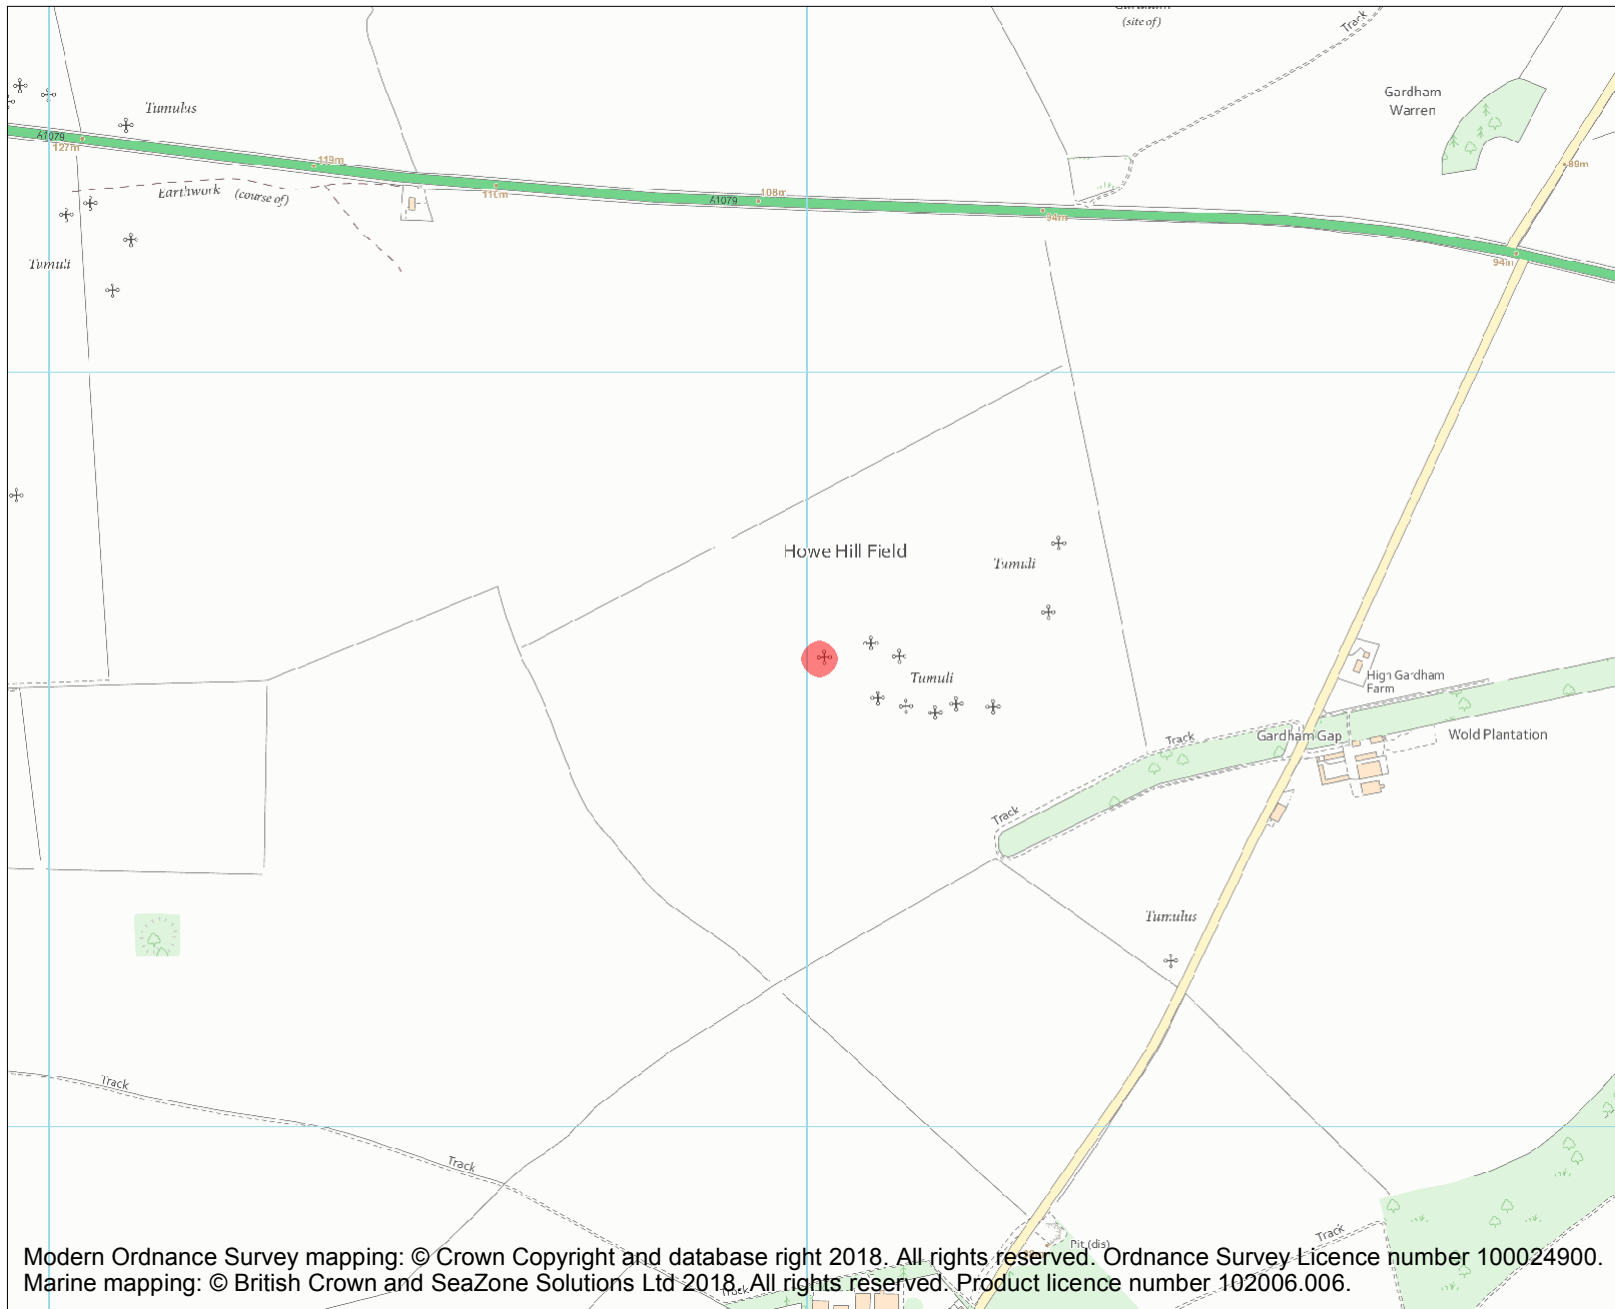 (site of)
Track
Gardham
Warren
Tumulus
A1079
127m
119m
Earthwork (course of)
110m
A1079
108m
94m
94m
Tumuli
Howe Hill Field
Tumuli
Tumuli
High Gardham
Farm
Track
Gardham Gap
Wold Plantation
Track
Tumulus
Track
Track
Track
Pit (dis)
Modern Ordnance Survey mapping: © Crown Copyright and database right 2018. All rights reserved. Ordnance Survey Licence number 100024900.
Marine mapping: © British Crown and SeaZone Solutions Ltd 2018. All rights reserved. Product licence number 102006.006.
Track